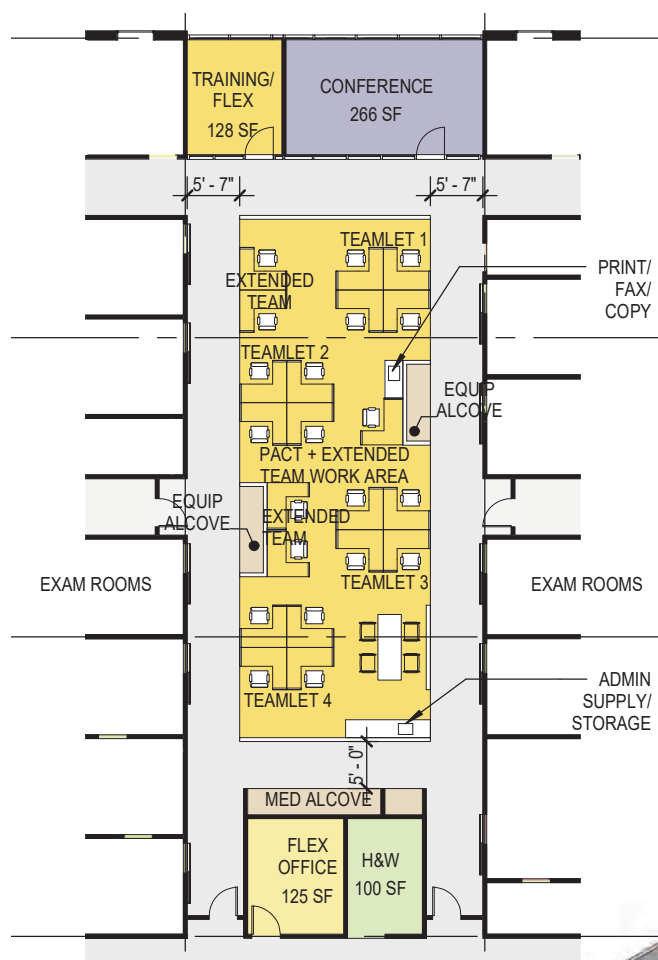 TRAINING/
FLEX
128 SF
CONFERENCE
266 SF
5' - 7"
5' - 7"
TEAMLET 1
EXTENDED
TEAM
PRINT/
FAX/
COPY
TEAMLET 2
EQUIP
ALCOVE
PACT + EXTENDED
TEAM WORK AREA
EQUIP
ALCOVE
EXTENDED
TEAM
EXAM ROOMS
TEAMLET 3
EXAM ROOMS
TEAMLET 4
ADMIN
SUPPLY/
STORAGE
5' - 0"
MED ALCOVE
FLEX
OFFICE
125 SF
H&W
100 SF